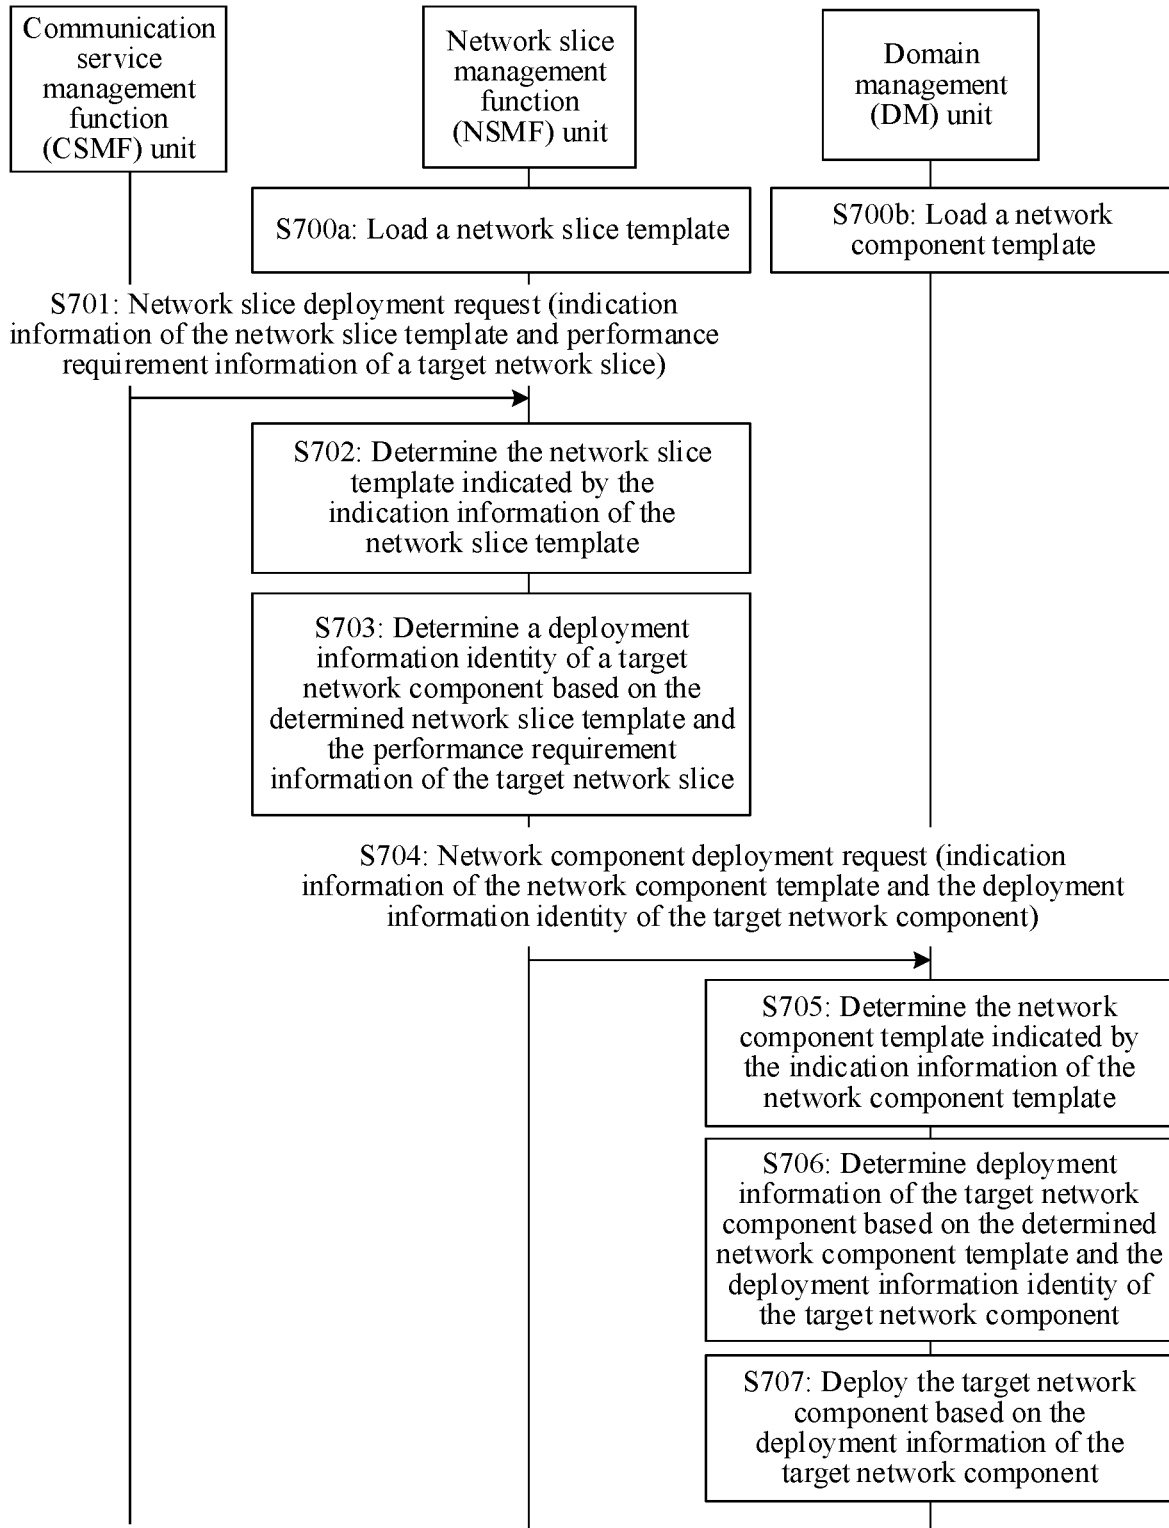 Communication
service
management
function
(CSMF) unit
Network slice
management
function
(NSMF) unit
Domain
management
(DM) unit
S700a: Load a network slice template
S700b: Load a network
component template
S701: Network slice deployment request (indication
information of the network slice template and performance
requirement information of a target network slice)
S702: Determine the network slice
template indicated by the
indication information of the
network slice template
S703: Determine a deployment
information identity of a target
network component based on the
determined network slice template and
the performance requirement
information of the target network slice
S704: Network component deployment request (indication
information of the network component template and the deployment
information identity of the target network component)
S705: Determine the network
component template indicated by
the indication information of the
network component template
S706: Determine deployment
information of the target network
component based on the determined
network component template and the
deployment information identity of
the target network component
S707: Deploy the target network
component based on the
deployment information of the
target network component